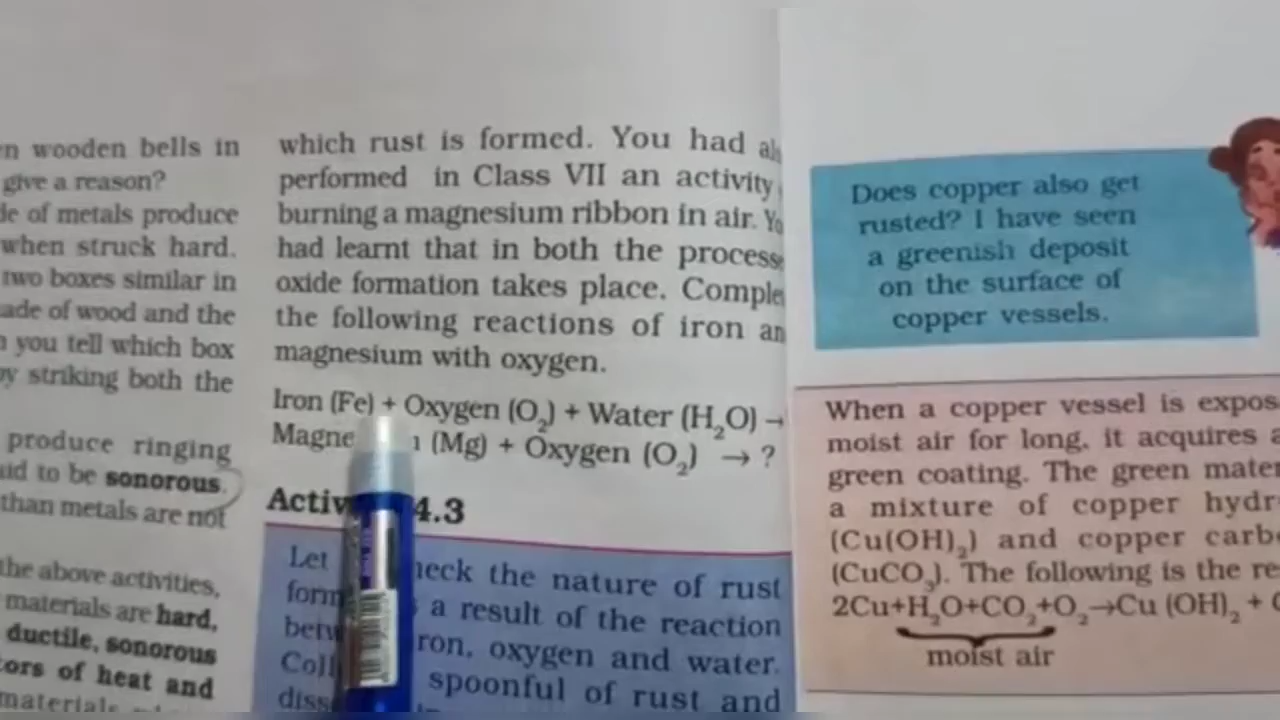 n wooden bells in
give a reason?
de of metals produce
when struck hard.
two boxes similar in
ade of wood and the
you tell which box
by striking both the
produce ringing
aid to be sonorous.
than metals are not
the above activities,
materials are hard,
ductile, sonorous
tors of heat and
materials
which rust is formed. You had al
performed in Class VII an activity
burning a magnesium ribbon in air. Yo
had learnt that in both the process
oxide formation takes place. Comple
the following reactions of iron an
magnesium with oxygen.
Iron (Fe) + Oxygen (O₂) + Water (H₂O) →
Magne (Mg) + Oxygen (O₂) → ?
Activ 4.3
Let heck the nature of rust
form a result of the reaction
betw ron, oxygen and water.
Coll spoonful of rust and
diss
Does copper also get
rusted? I have seen
a greenish deposit
on the surface of
copper vessels.
When a copper vessel is expos
moist air for long, it acquires a
green coating. The green mater
a mixture of copper hydr
(Cu(OH)₂) and copper carb
(CuCO₃). The following is the re
2Cu+H₂O+CO₂+O₂→Cu (OH)₂ +
moist air